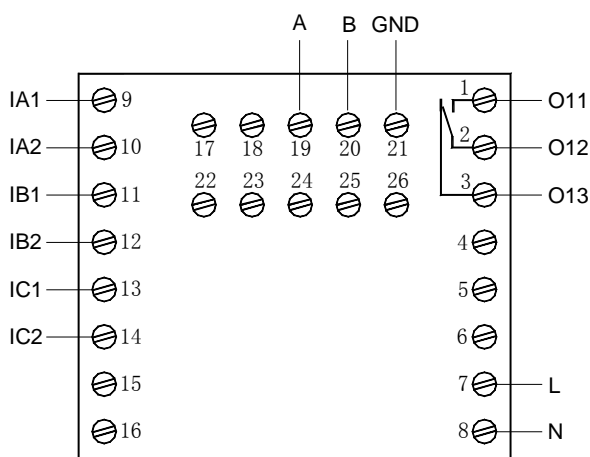 A B GND
IA1 9 1 O11
IA2 10 17 18 19 20 21 2 O12
22 23 24 25 26
IB1 11 3 O13
IB2 12 4
IC1 13 5
IC2 14 6
15 7 L
16 8 N